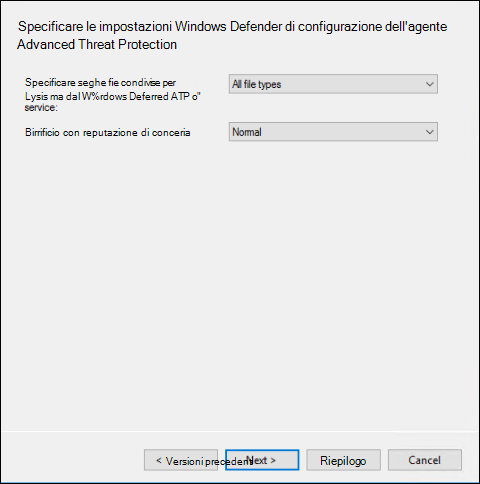 Specificare le impostazioni Windows Defender di configurazione dell'agente
Advanced Threat Protection
Specificare seghe fie condivise per
Lysis ma dal W%rdows Deferred ATP o"
service:
All file types
Birrificio con reputazione di conceria
Normal
< Versioni precedenti
Next >
Riepilogo
Cancel